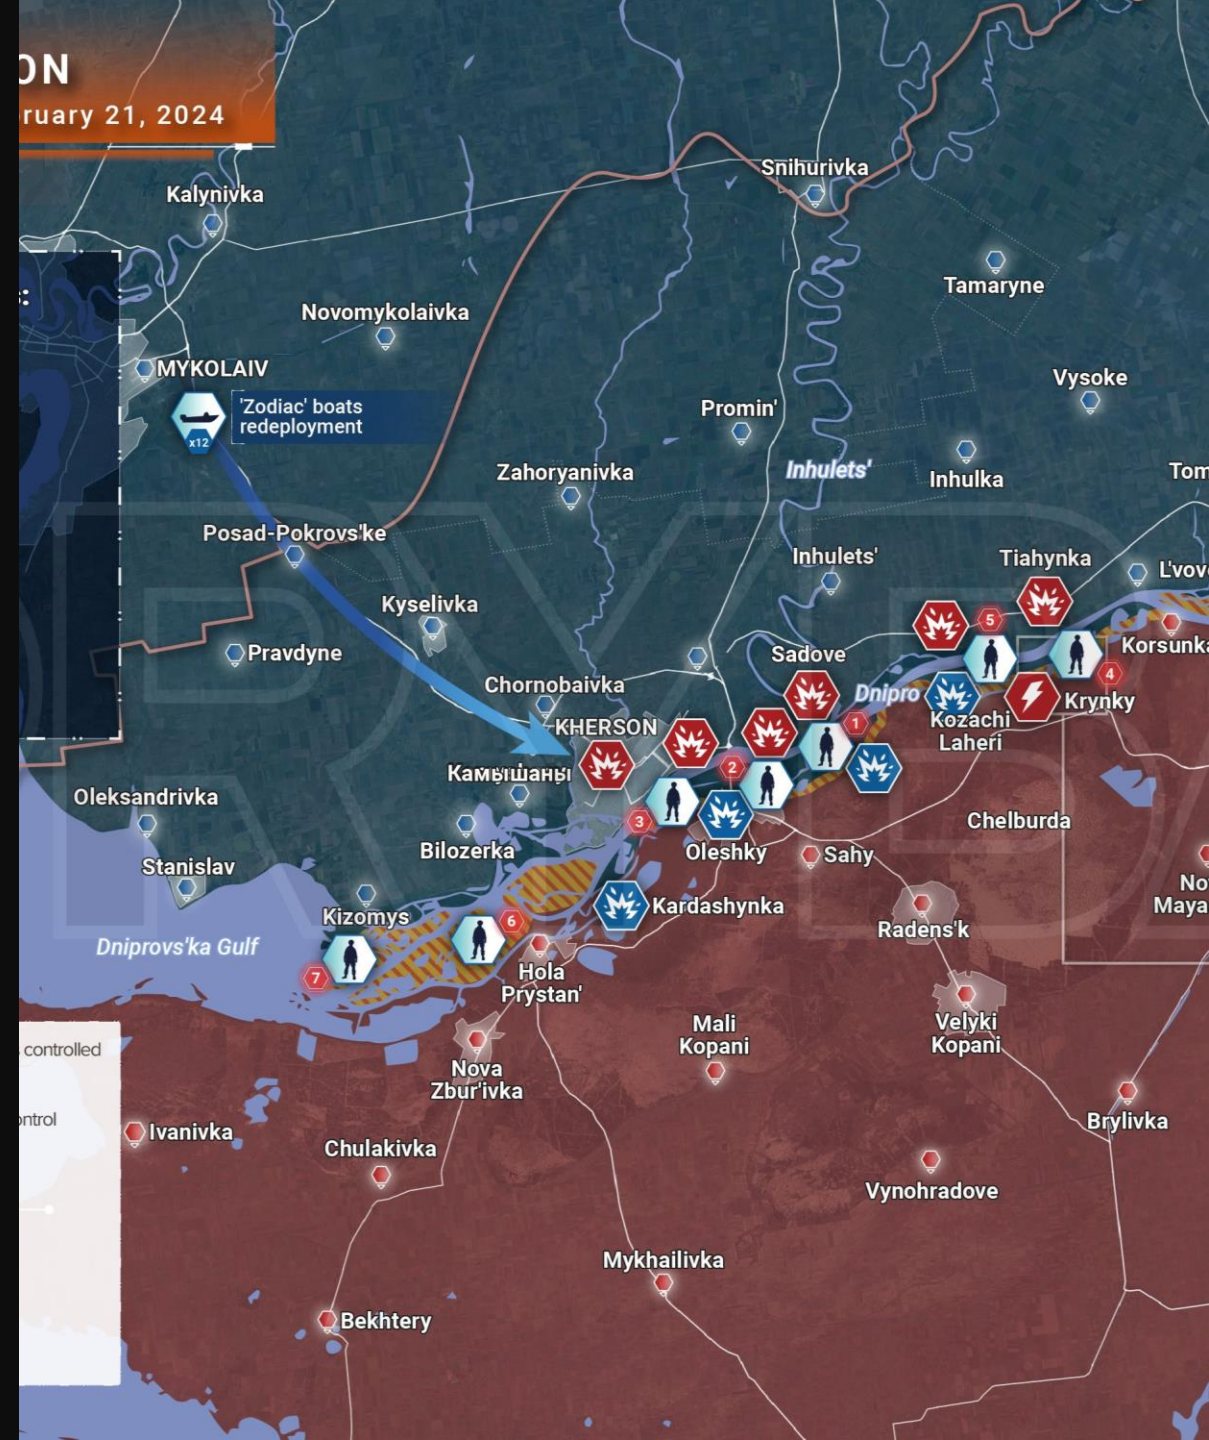 ON
ruary 21, 2024
Kalynivka
Snihurivka
:
Tamaryne
Novomykolaivka
MYKOLAIV
Vysoke
'Zodiac' boats
redeployment
x12
Promin'
Zahoryanivka
Inhulets'
Inhulka
Tom
Posad-Pokrovs'ke
Inhulets'
Tiahynka
L'vov
Kyselivka
5
Korsunka
Pravdyne
Sadove
4
Chornobaivka
Dnipro
Krynky
KHERSON
1
Kozachi
Laheri
2
Камышаны
Oleksandrivka
3
Chelburda
Bilozerka
Oleshky
Sahy
Stanislav
No
Maya
Kizomys
Kardashynka
6
Radens'k
Dniprovs'ka Gulf
7
Hola
Prystan'
Velyki
Kopani
Mali
Kopani
controlled
Nova
Zbur'ivka
ontrol
Ivanivka
Brylivka
Chulakivka
Vynohradove
Mykhailivka
Bekhtery
RYBA